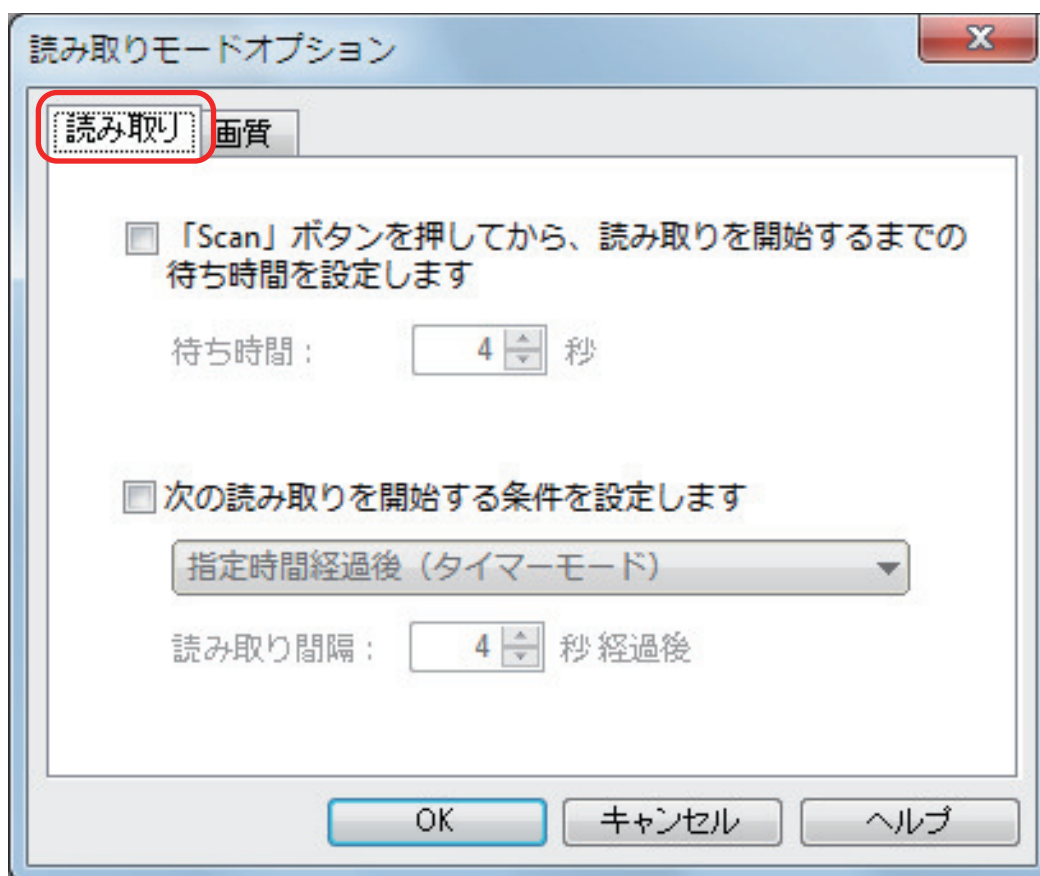 読み取りモードオプション
読み取り 画質
「Scan」ボタンを押してから、読み取りを開始するまでの
待ち時間を設定します
待ち時間： 4 秒
次の読み取りを開始する条件を設定します
指定時間経過後（タイマーモード）
読み取り間隔： 4 秒 経過後
OK キャンセル ヘルプ